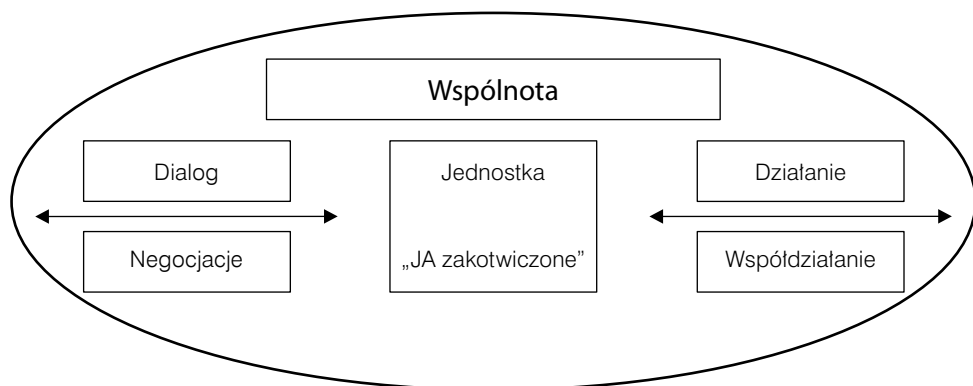 Wspólnota
Dialog
Negocjacje
Jednostka
„JA zakotwiczone”
Działanie
Współdziałanie